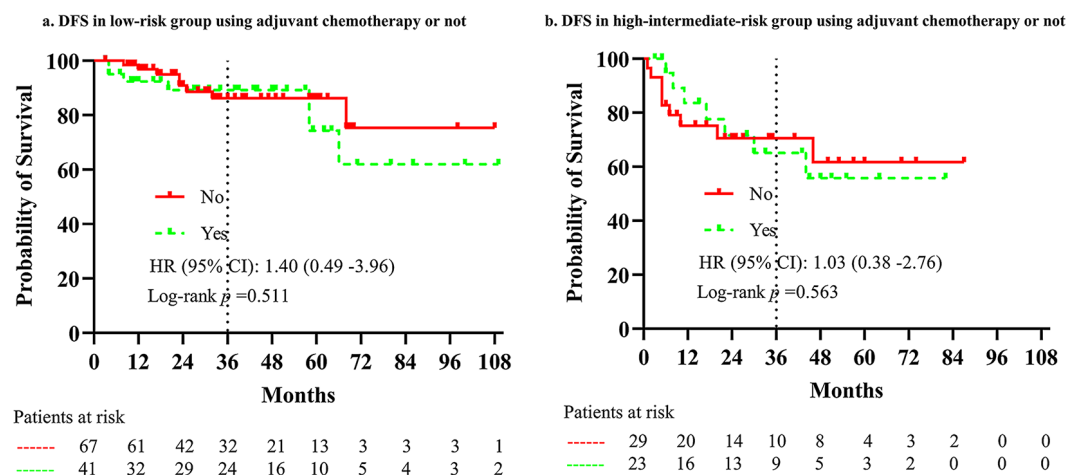 a. DFS in low-risk group using adjuvant chemotherapy or not
b. DFS in high-intermediate-risk group using adjuvant chemotherapy or not
Probability of Survival
100
80
60
40
20
0
No
Yes
HR (95% CI): 1.40 (0.49 -3.96)
Log-rank p =0.511
0 12 24 36 48 60 72 84 96 108
Months
Patients at risk
67 61 42 32 21 13 3 3 3 1
41 32 29 24 16 10 5 4 3 2
Probability of Survival
100
80
60
40
20
0
No
Yes
HR (95% CI): 1.03 (0.38 -2.76)
Log-rank p =0.563
0 12 24 36 48 60 72 84 96 108
Months
Patients at risk
29 20 14 10 8 4 3 2 0 0
23 16 13 9 5 3 2 0 0 0